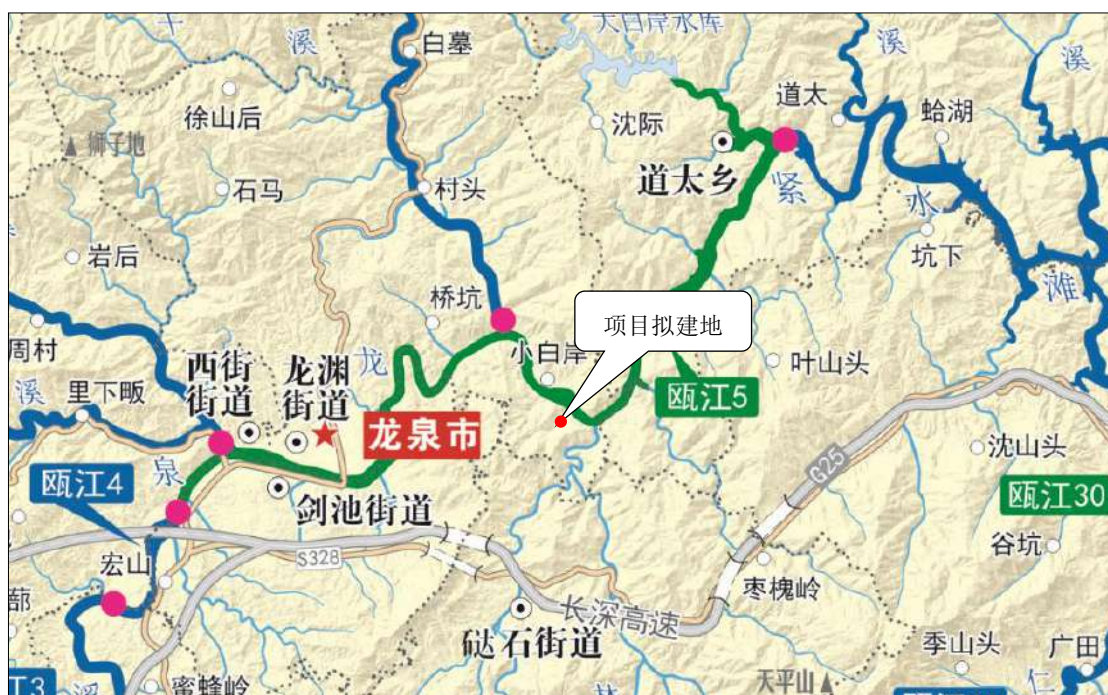 大白岸水库
白墓
溪
溪
溪
徐山后
狮子地
石马
村头
沈际
道太
蛤湖
道太乡
紧
水
坑下
滩
岩后
周村
溪
里下畈
桥坑
小白岸
项目拟建地
叶山头
西街
街道
龙渊
街道
龙
龙泉市
瓯江5
泉
瓯江4
剑池街道
G25
沈山头
瓯江30
谷坑
宏山
S328
枣槐岭
长深高速
硋石街道
季山头
广田
天平山
仁
江3
溪
蜜蜂岭